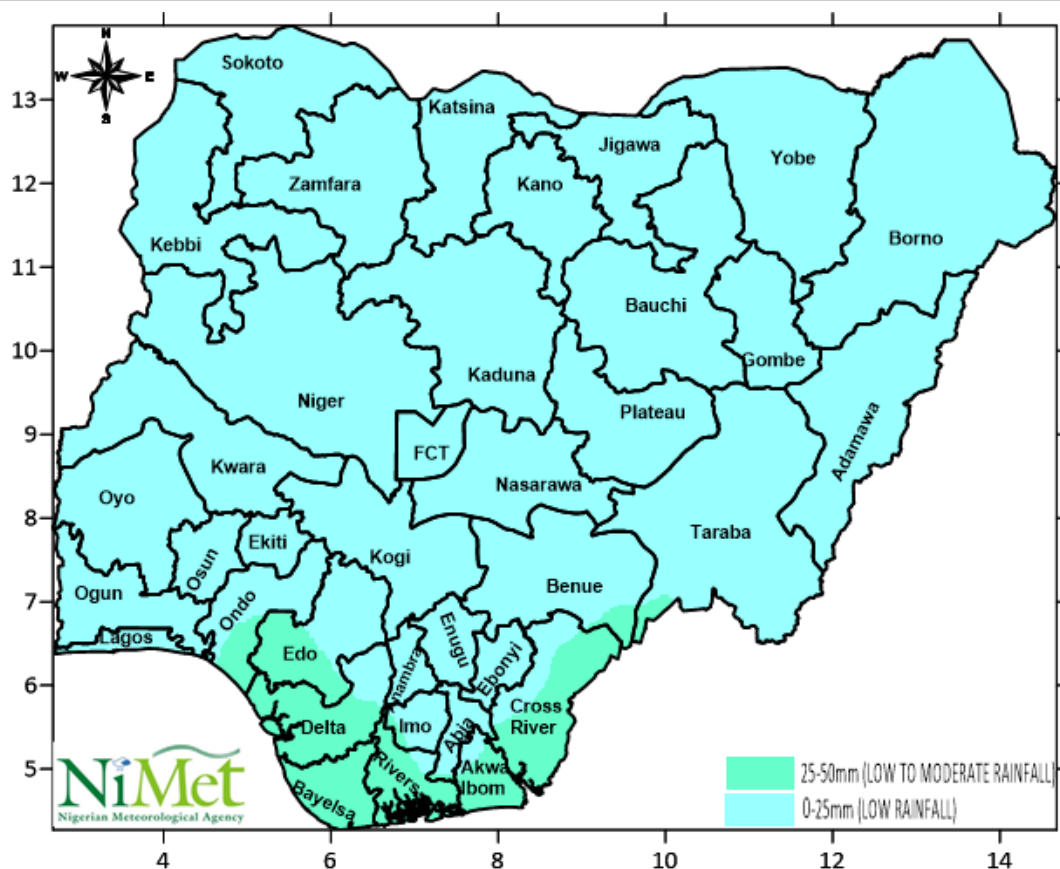 N
W E
S
Sokoto
13
Katsina
Jigawa
Yobe
12
Zamfara
Kano
Kebbi
Borno
11
Bauchi
10
Gombe
Kaduna
Niger
Plateau
9
FCT
Adamawa
Kwara
Nasarawa
Oyo
8
Taraba
Ekiti
Kogi
Osun
Benue
Ogun
7
Ondo
Lagos
Enugu
Edo
Ebonyi
nambra
6
Cross
River
Delta
Imo
Abia
5
Rivers
Akwa
Ibom
Bayelsa
NiMet
Nigerian Meteorological Agency
25-50mm (LOW TO MODERATE RAINFALL)
0-25mm (LOW RAINFALL)
4 6 8 10 12 14